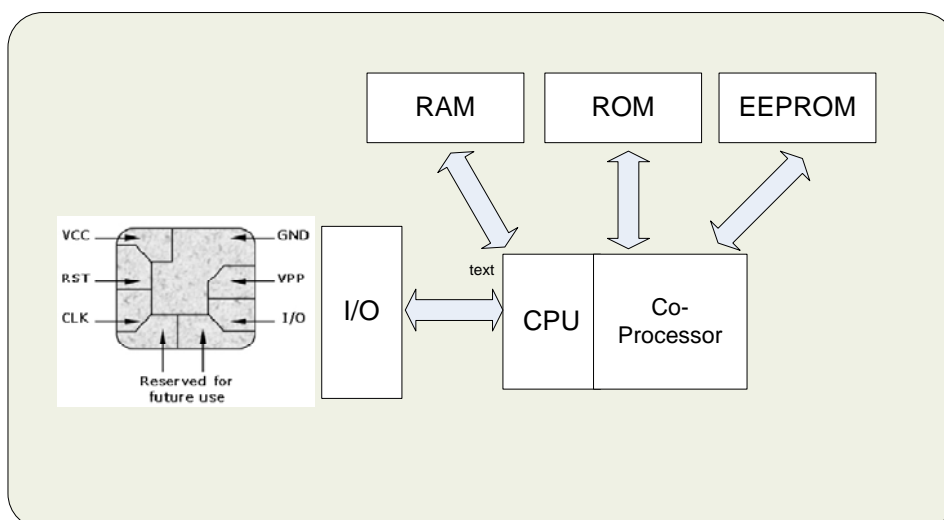 RAM
ROM
EEPROM
VCC
GND
RST
VPP
CLK
I/O
Reserved for
future use
I/O
text
CPU
Co-
Processor